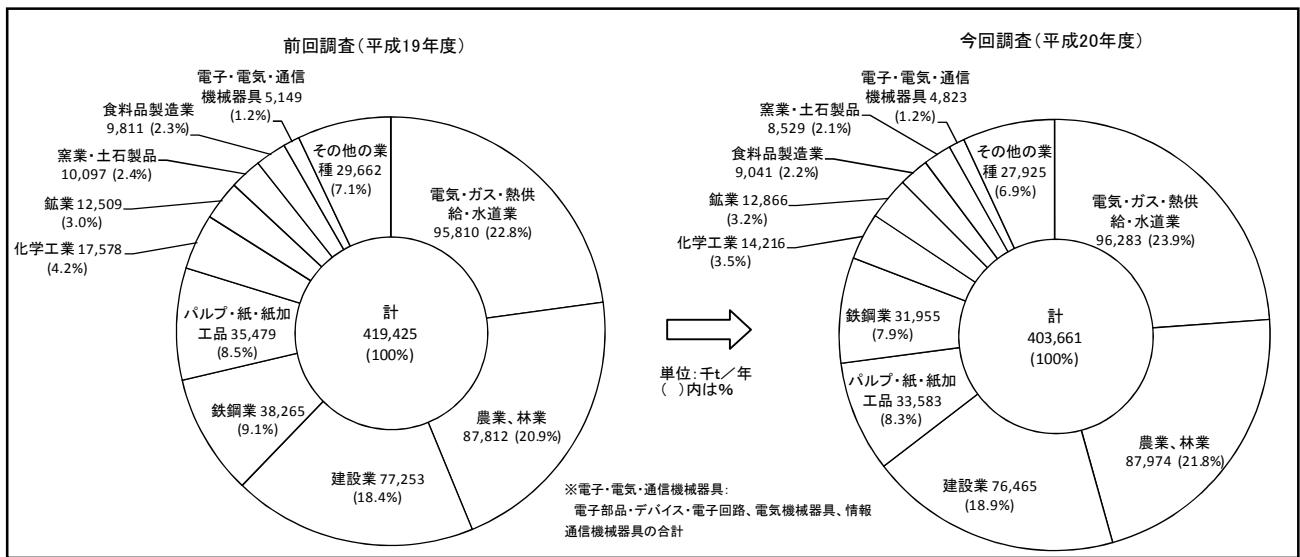 前回調査(平成19年度)
電子・電気・通信
機械器具 5,149
(1.2%)
食料品製造業
9,811 (2.3%)
窯業・土石製品
10,097 (2.4%)
鉱業 12,509
(3.0%)
化学工業 17,578
(4.2%)
パルプ・紙・紙加
工品 35,479
(8.5%)
鉄鋼業 38,265
(9.1%)
建設業 77,253
(18.4%)
農業、林業
87,812 (20.9%)
電気・ガス・熱供
給・水道業
95,810 (22.8%)
その他の業
種 29,662
(7.1%)
計
419,425
(100%)
単位:千t/年
( )内は%
※電子・電気・通信機械器具:
電子部品・デバイス・電子回路、電気機械器具、情報
通信機械器具の合計
今回調査(平成20年度)
電子・電気・通信
機械器具 4,823
(1.2%)
窯業・土石製品
8,529 (2.1%)
食料品製造業
9,041 (2.2%)
鉱業 12,866
(3.2%)
化学工業 14,216
(3.5%)
鉄鋼業 31,955
(7.9%)
パルプ・紙・紙加
工品 33,583
(8.3%)
建設業 76,465
(18.9%)
農業、林業
87,974 (21.8%)
電気・ガス・熱供
給・水道業
96,283 (23.9%)
その他の業
種 27,925
(6.9%)
計
403,661
(100%)